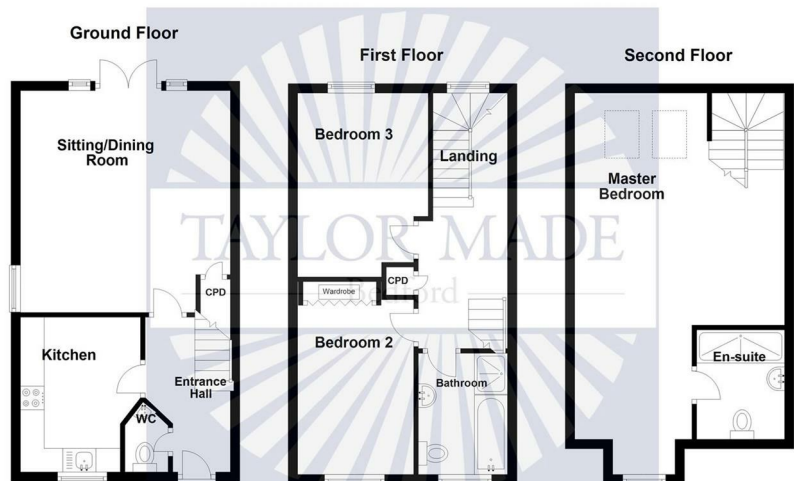 Ground Floor
First Floor
Second Floor
Sitting/Dining
Room
CPD
Kitchen
Entrance
Hall
WC
Bedroom 3
Landing
CPD
Wardrobe
Bedroom 2
Bathroom
Master
Bedroom
En-suite
TAYLOR MADE
Bedford